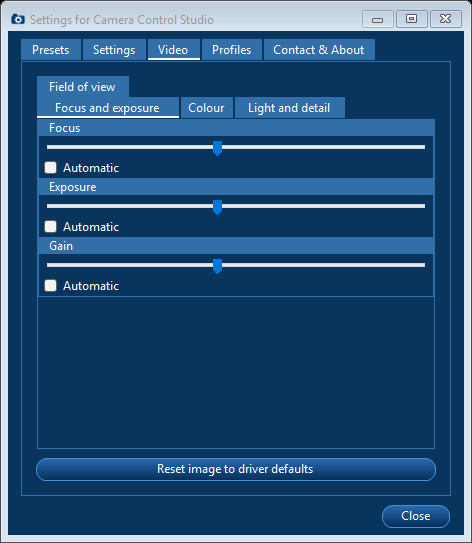 Settings for Camera Control Studio
Presets Settings Video Profiles Contact & About
Field of view
Focus and exposure Colour Light and detail
Focus
Automatic
Exposure
Automatic
Gain
Automatic
Reset image to driver defaults
Close